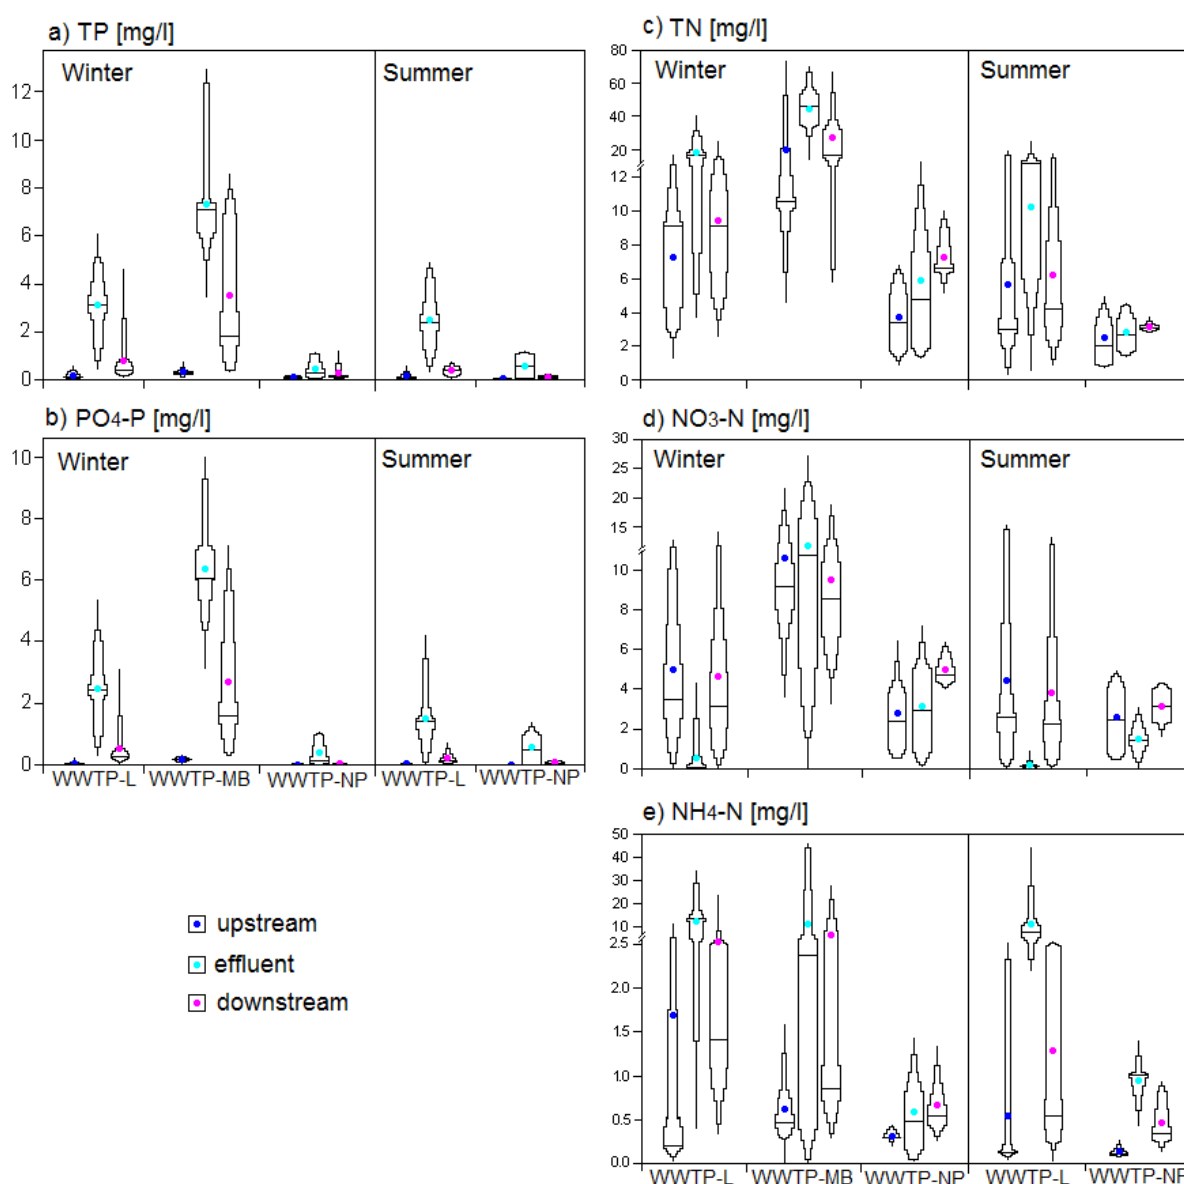 a) TP [mg/l]
Winter
Summer
12
10
8
6
4
2
0
b) PO4-P [mg/l]
Winter
Summer
10
8
6
4
2
0
WWTP-L WWTP-MB WWTP-NP WWTP-L WWTP-NP
upstream
effluent
downstream
c) TN [mg/l]
Winter
Summer
80
60
40
20
12
10
8
6
4
2
0
d) NO3-N [mg/l]
Winter
Summer
30
25
20
15
10
8
6
4
2
0
e) NH4-N [mg/l]
50
40
30
20
10
2.5
2.0
1.5
1.0
0.5
0.0
WWTP-L WWTP-MB WWTP-NP WWTP-L WWTP-NP